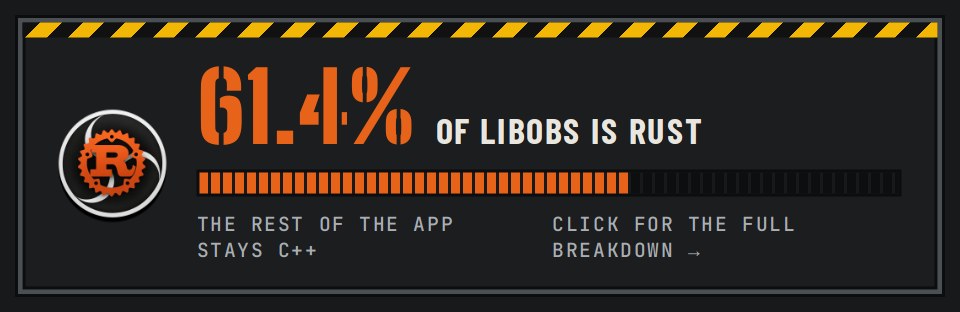 R
61.4% OF LIBOBS IS RUST
THE REST OF THE APP
STAYS C++
CLICK FOR THE FULL
BREAKDOWN →